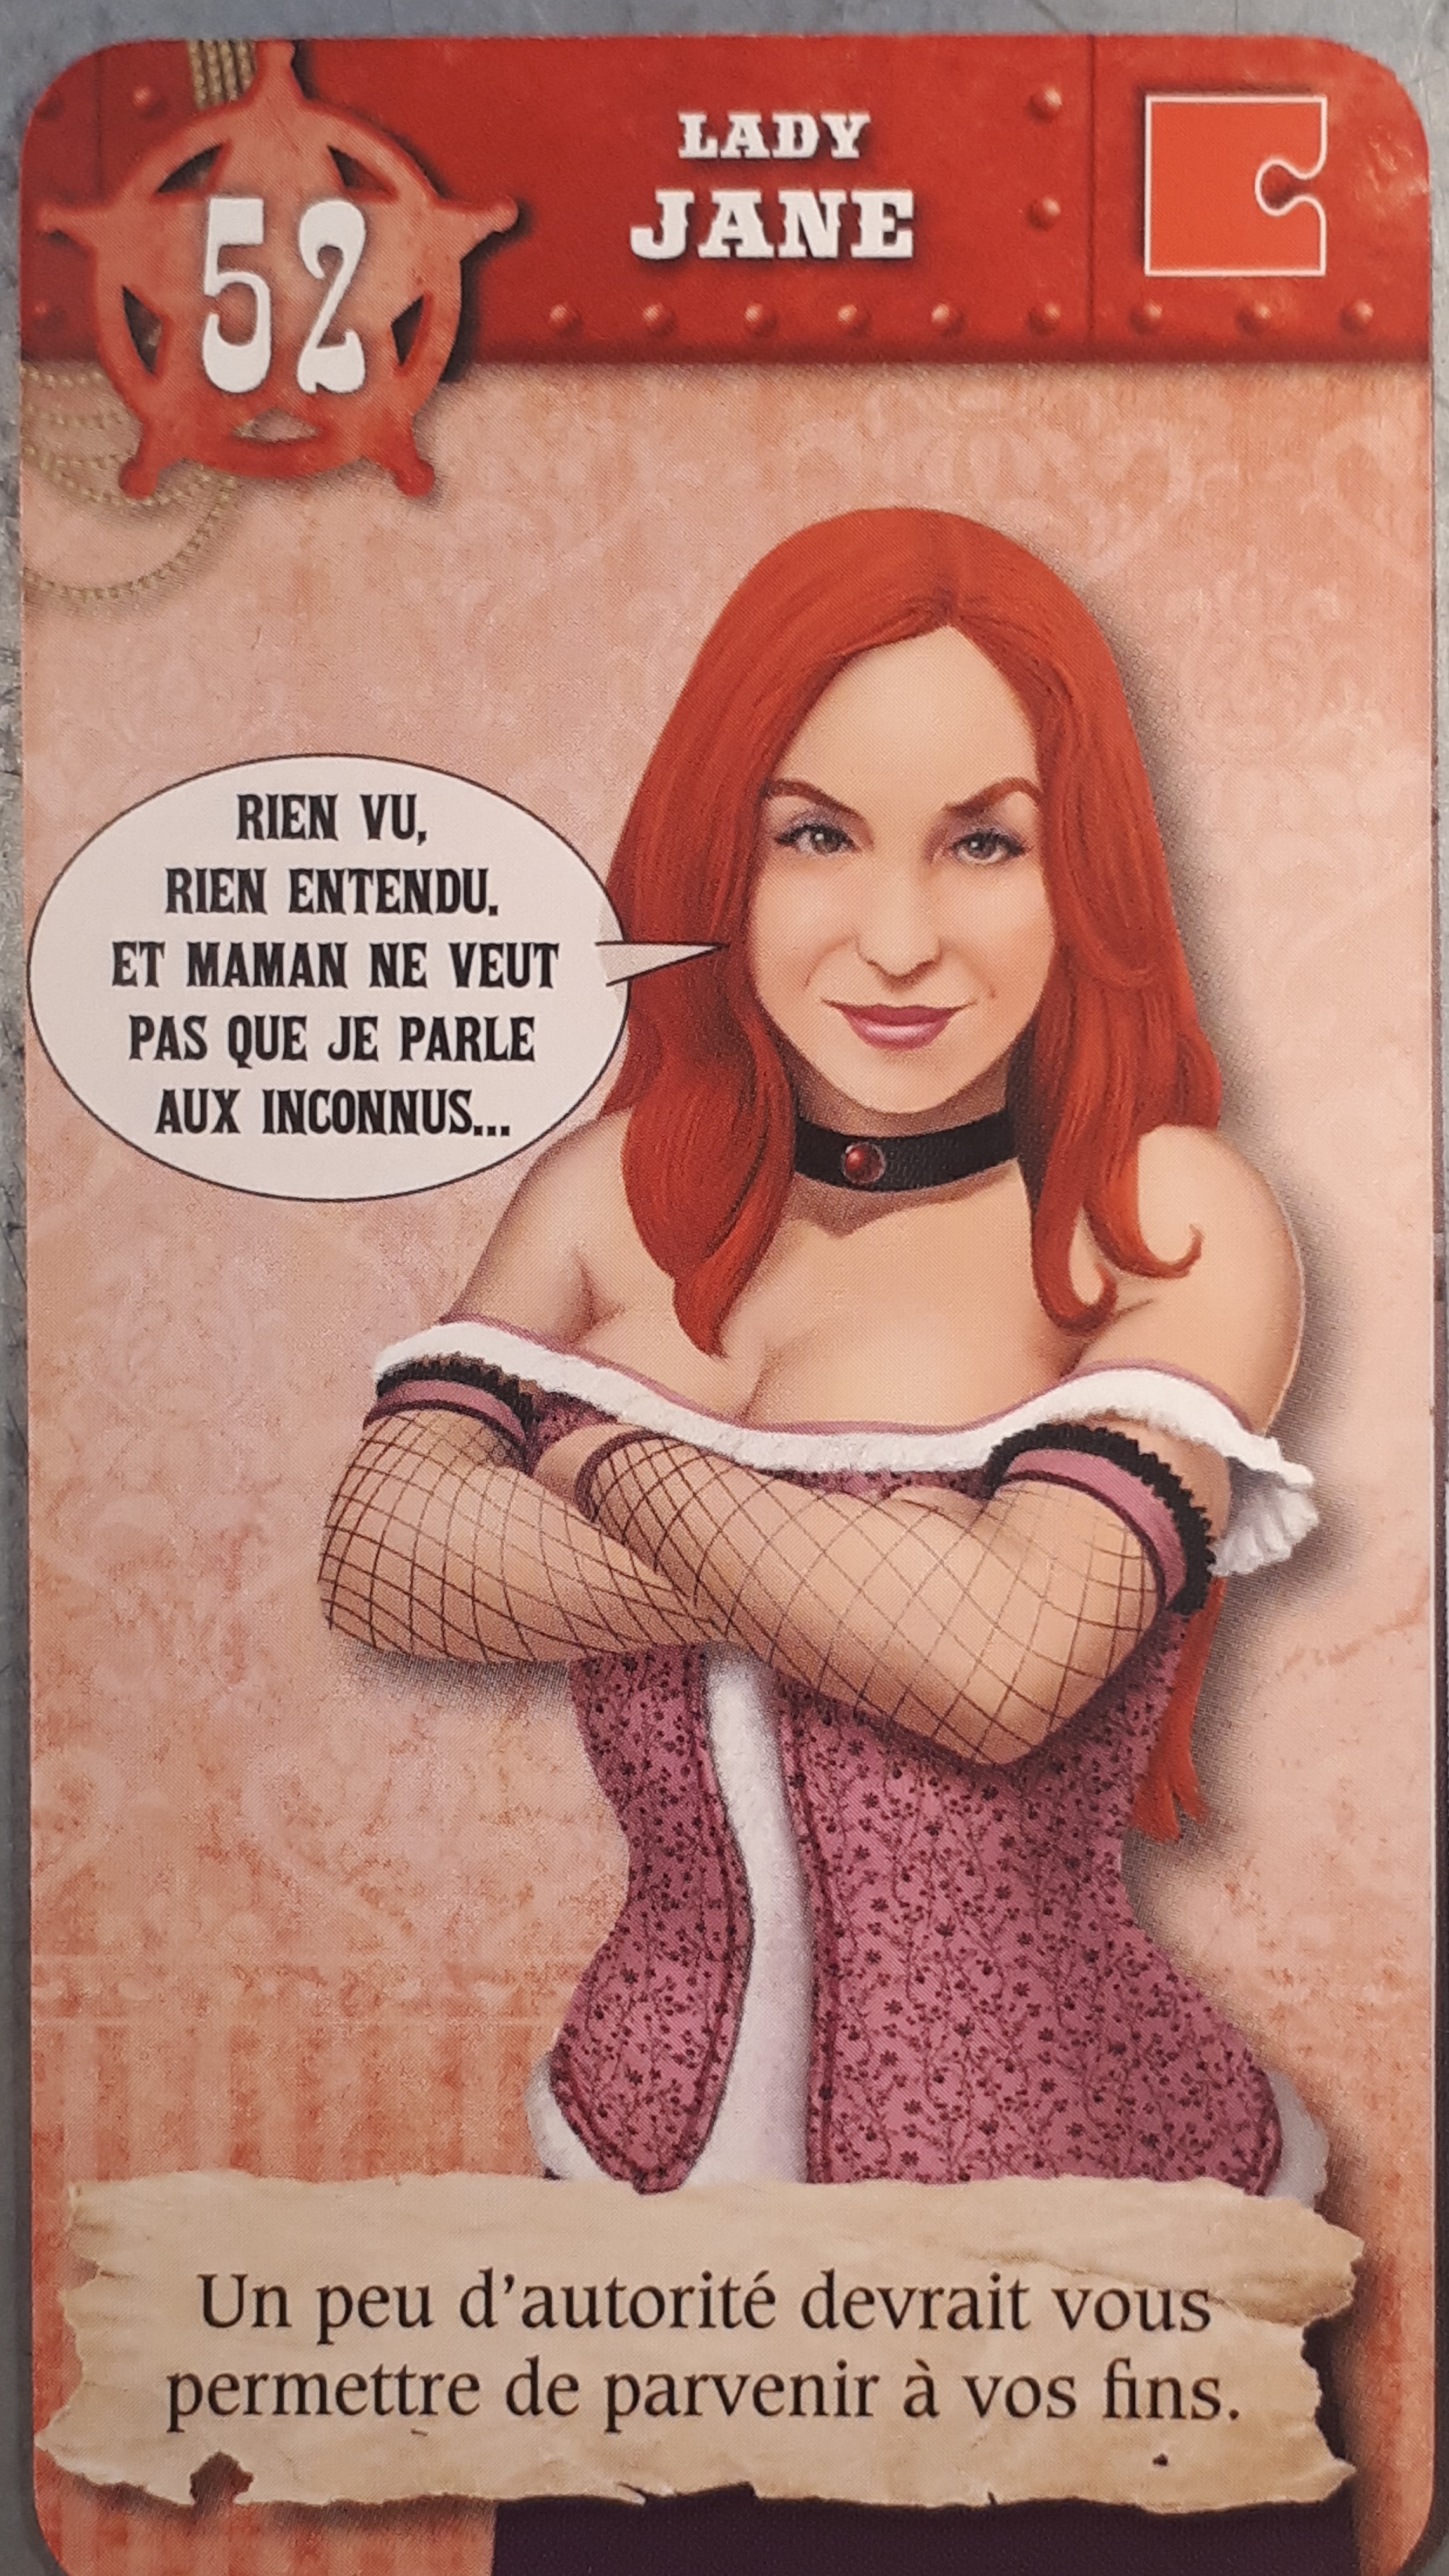 52
LADY
JANE
RIEN VU,
RIEN ENTENDU.
ET MAMAN NE VEUT
PAS QUE JE PARLE
AUX INCONNUS...
Un peu d’autorité devrait vous
permettre de parvenir à vos fins.